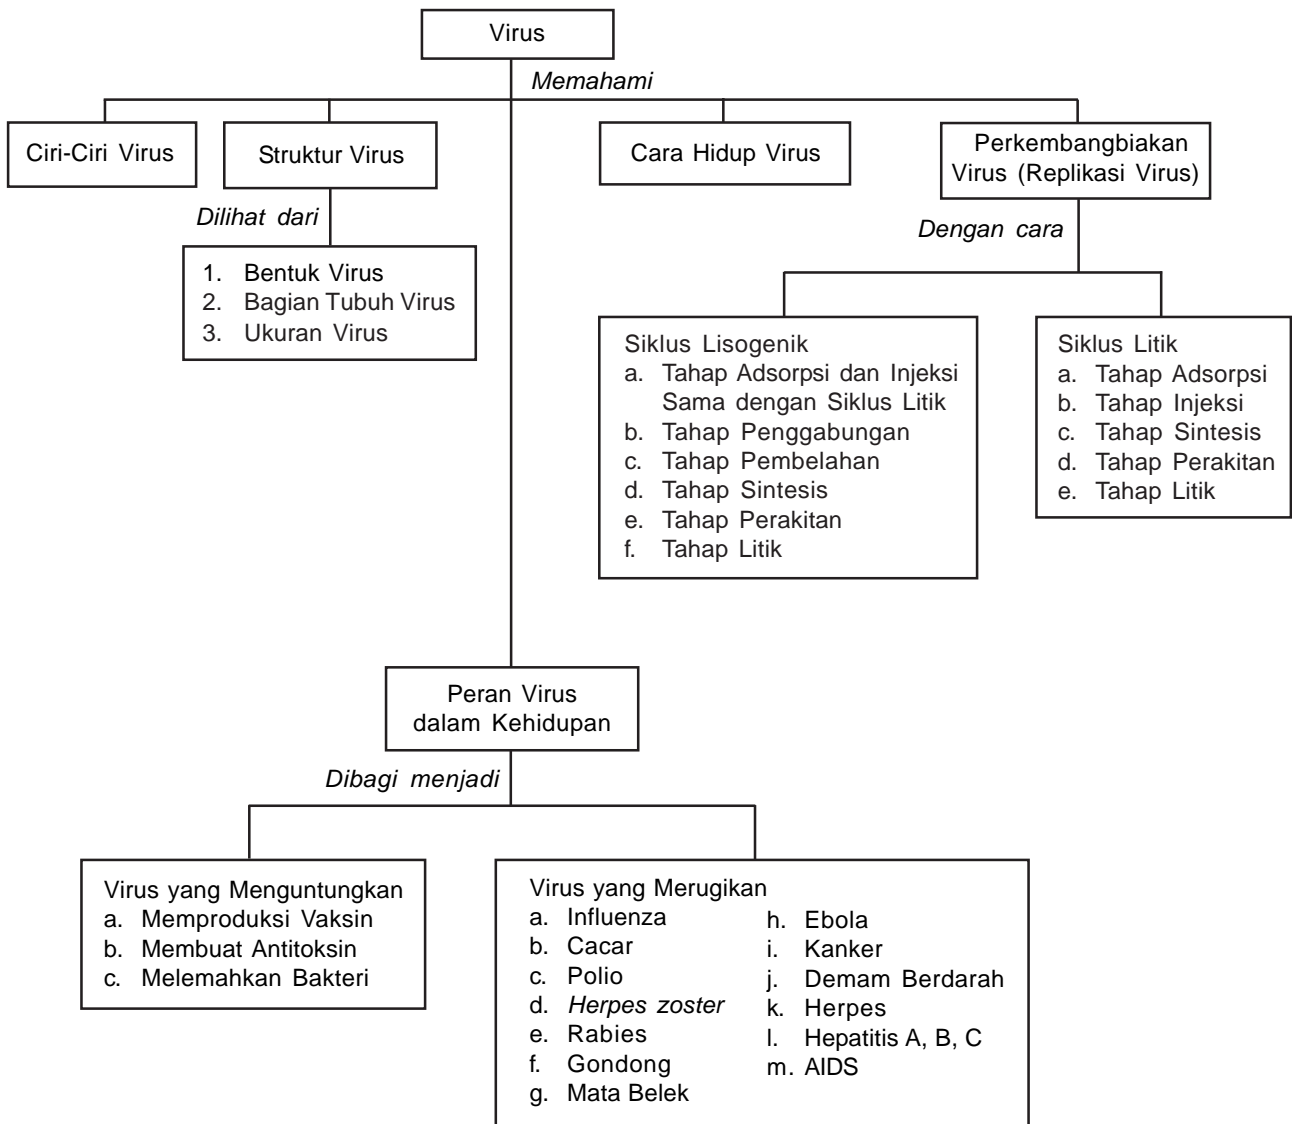 Virus
Memahami
Ciri-Ciri Virus
Struktur Virus
Cara Hidup Virus
Perkembangbiakan
Virus (Replikasi Virus)
Dilihat dari
1. Bentuk Virus
2. Bagian Tubuh Virus
3. Ukuran Virus
Dengan cara
Siklus Lisogenik
a. Tahap Adsorpsi dan Injeksi
Sama dengan Siklus Litik
b. Tahap Penggabungan
c. Tahap Pembelahan
d. Tahap Sintesis
e. Tahap Perakitan
f. Tahap Litik
Siklus Litik
a. Tahap Adsorpsi
b. Tahap Injeksi
c. Tahap Sintesis
d. Tahap Perakitan
e. Tahap Litik
Peran Virus
dalam Kehidupan
Dibagi menjadi
Virus yang Menguntungkan
a. Memproduksi Vaksin
b. Membuat Antitoksin
c. Melemahkan Bakteri
Virus yang Merugikan
a. Influenza
b. Cacar
c. Polio
d. Herpes zoster
e. Rabies
f. Gondong
g. Mata Belek
h. Ebola
i. Kanker
j. Demam Berdarah
k. Herpes
l. Hepatitis A, B, C
m. AIDS